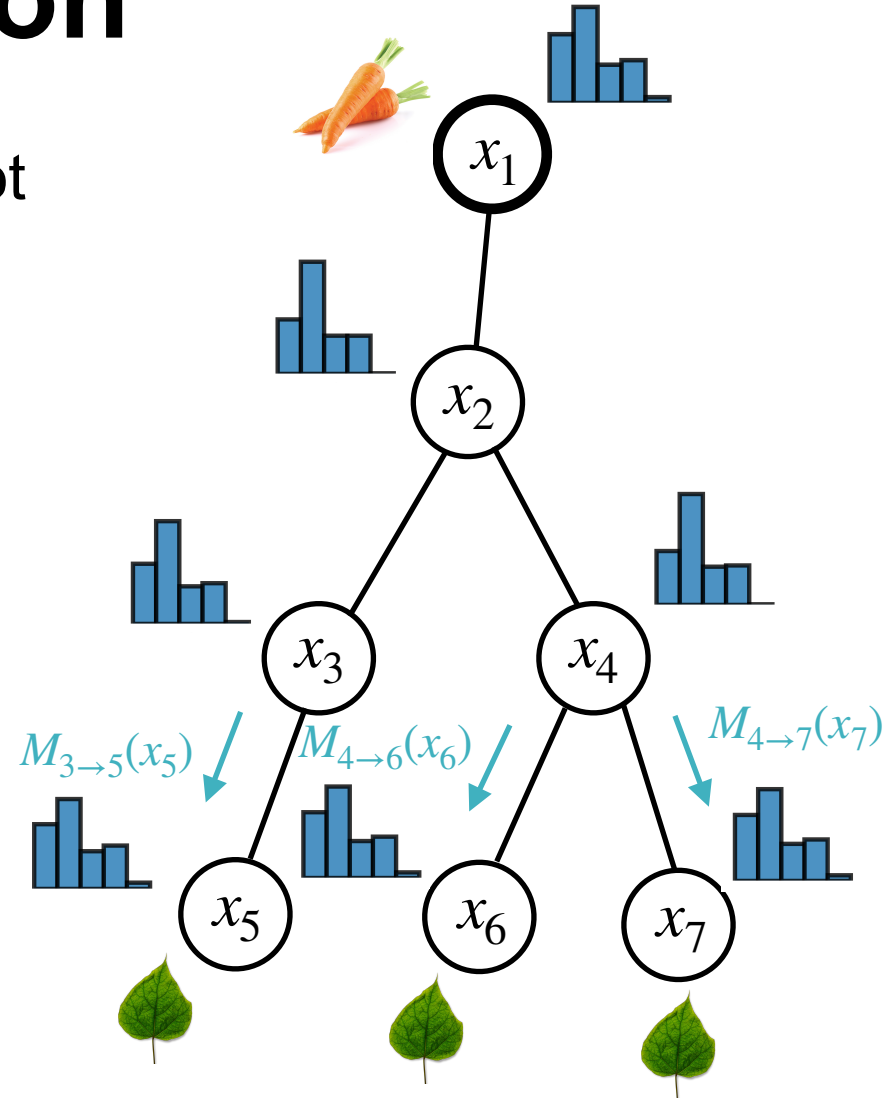 on
ot
x₁
x₂
x₃
x₄
M₃→₅(x₅)
M₄→₆(x₆)
M₄→₇(x₇)
x₅
x₆
x₇